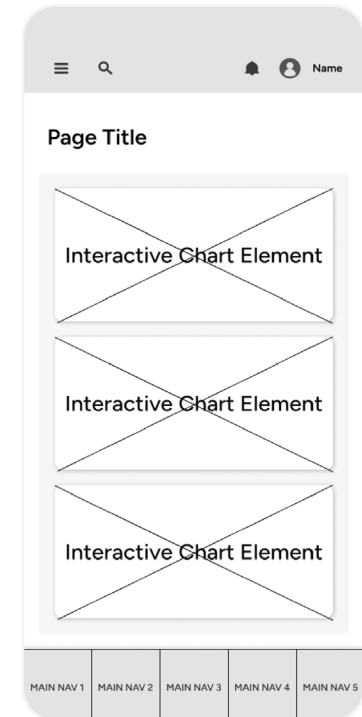 Name
Page Title
Interactive Chart Element
Interactive Chart Element
Interactive Chart Element
MAIN NAV 1 MAIN NAV 2 MAIN NAV 3 MAIN NAV 4 MAIN NAV 5